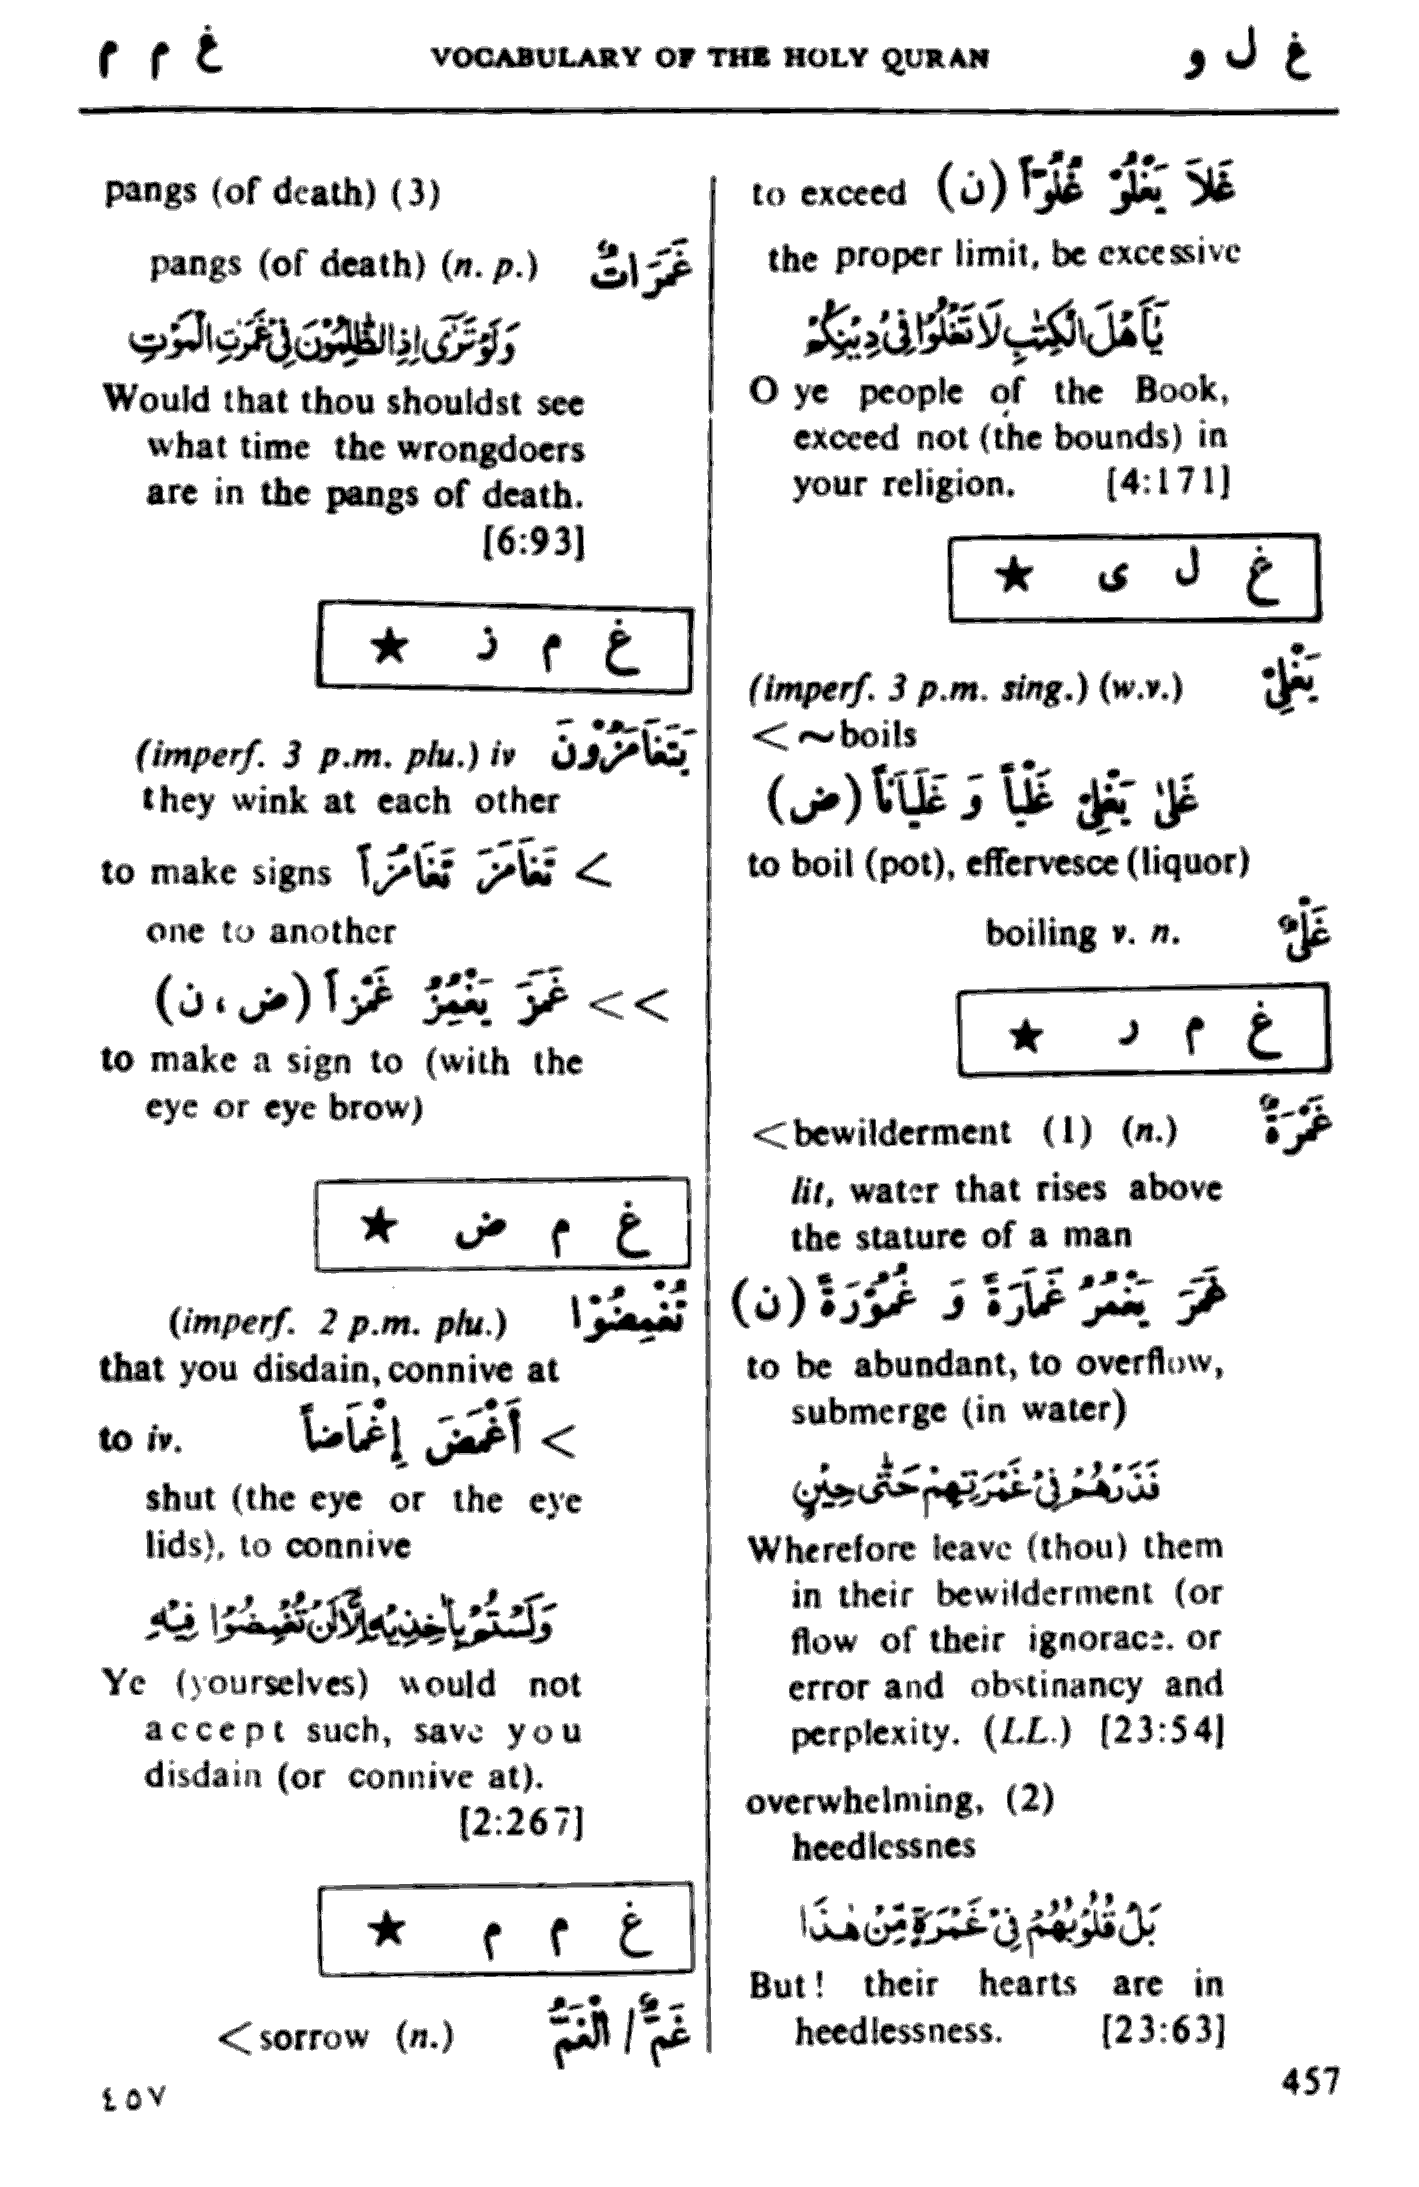 غ م م VOCABULARY OF THE HOLY QURAN غ ل و
to exceed غَلاَ يَغْلُوْ غُلُوّاً (ن)
the proper limit, be excessive
يَآَهْلَ الْكِتٰبِ لَا تَغْلُوْا فِيْ دِيْنِكُمْ
O ye people of the Book,
exceed not (the bounds) in
your religion. [4:171]
غ ل ى ★
(imperf. 3 p.m. sing.) (w.v.) يَغْلِيْ
< ~boils
غَلىٰ يَغْلِيْ غَلْياً وَ غَلَيَاناً (ض)
to boil (pot), effervesce (liquor)
boiling v. n. غَلْىٌ
غ م ر ★
<bewilderment (1) (n.) غَمْرَةٌ
lit, water that rises above
the stature of a man
غَمَرَ يَغْمُرُ غَمَارَةً وَ غُمُوْرَةً (ن)
to be abundant, to overflow,
submerge (in water)
فَذَرْهُمْ فِيْ غَمْرَتِهِمْ حَتّٰى حِيْنٍ
Wherefore leave (thou) them
in their bewilderment (or
flow of their ignorace. or
error and obstinancy and
perplexity. (LL.) [23:54]
overwhelming, (2)
heedlessnes
بَلْ قُلُوْبُهُمْ فِيْ غَمْرَةٍ مِّنْ هٰذَا
But! their hearts are in
heedlessness. [23:63]
pangs (of death) (3)
pangs (of death) (n. p.) غَمَرَاتٌ
وَلَوْ تَرٰٓى اِذِ الظّٰلِمُوْنَ فِيْ غَمَرٰتِ الْمَوْتِ
Would that thou shouldst see
what time the wrongdoers
are in the pangs of death.
[6:93]
غ م ز ★
(imperf. 3 p.m. plu.) iv يَتَغَامَزُوْنَ
they wink at each other
to make signs تَغَامَزَ تَغَامُزاً >
one to another
غَمَزَ يَغْمِزُ غَمْزاً (ض ، ن) >>
to make a sign to (with the
eye or eye brow)
غ م ض ★
(imperf. 2 p.m. plu.) تُغْمِضُوْا
that you disdain, connive at
to iv. أَغْمَضَ إِغْمَاضاً >
shut (the eye or the eye
lids), to connive
وَلَسْتُمْ بِاٰخِذِيْهِ اِلَّآ اَنْ تُغْمِضُوْا فِيْهِ
Ye (yourselves) would not
accept such, save you
disdain (or connive at).
[2:267]
غ م م ★
<sorrow (n.) غَمٌّ / الْغَمُّ
٤٥٧ 457